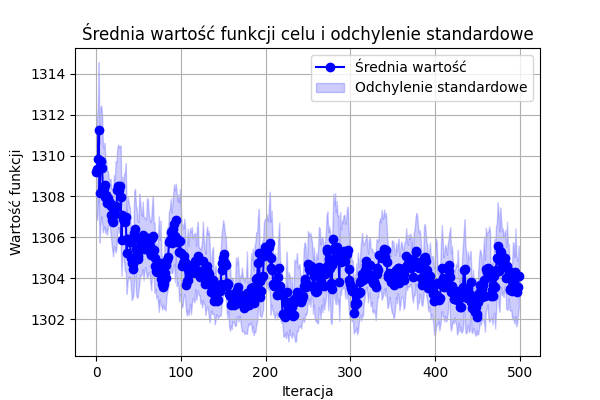 Średnia wartość funkcji celu i odchylenie standardowe
Średnia wartość
Odchylenie standardowe
Wartość funkcji
1314
1312
1310
1308
1306
1304
1302
0 100 200 300 400 500
Iteracja